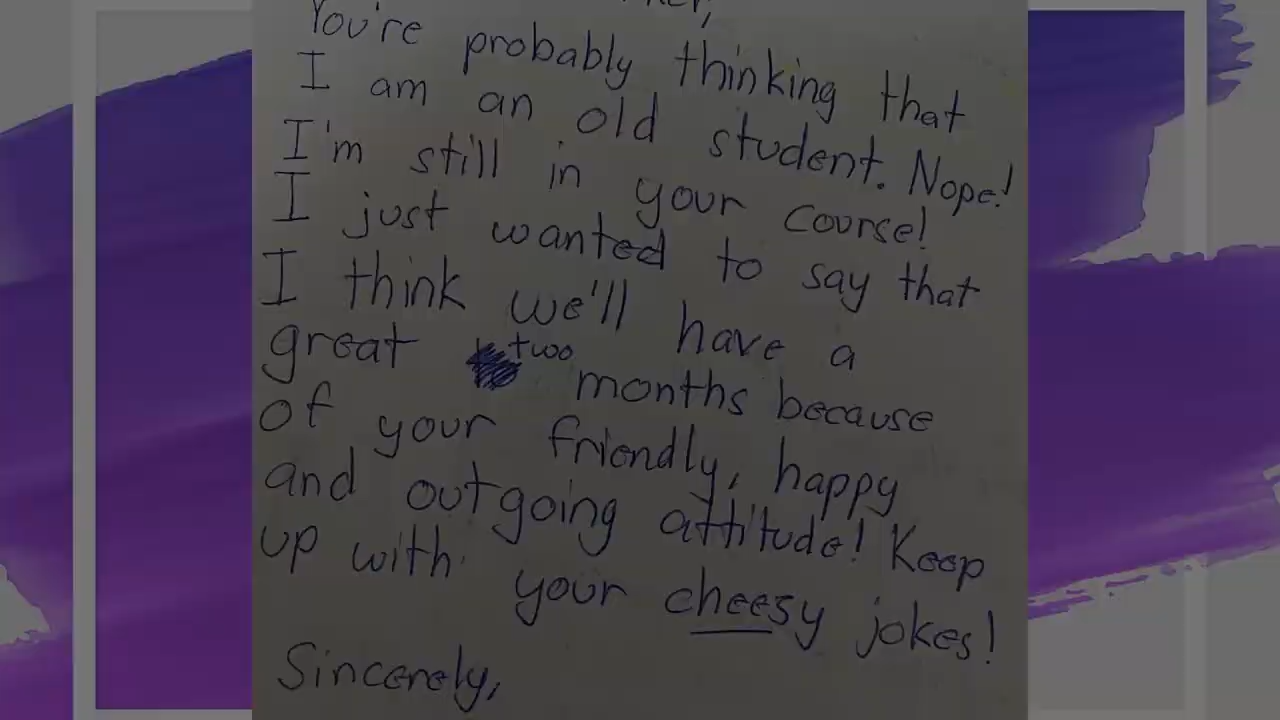 You're probably thinking that
I am an old student. Nope!
I'm still in your course!
I just wanted to say that
I think we'll have a
great two months because
of your friendly, happy
and outgoing attitude! Keep
up with your cheesy jokes!
Sincerely,